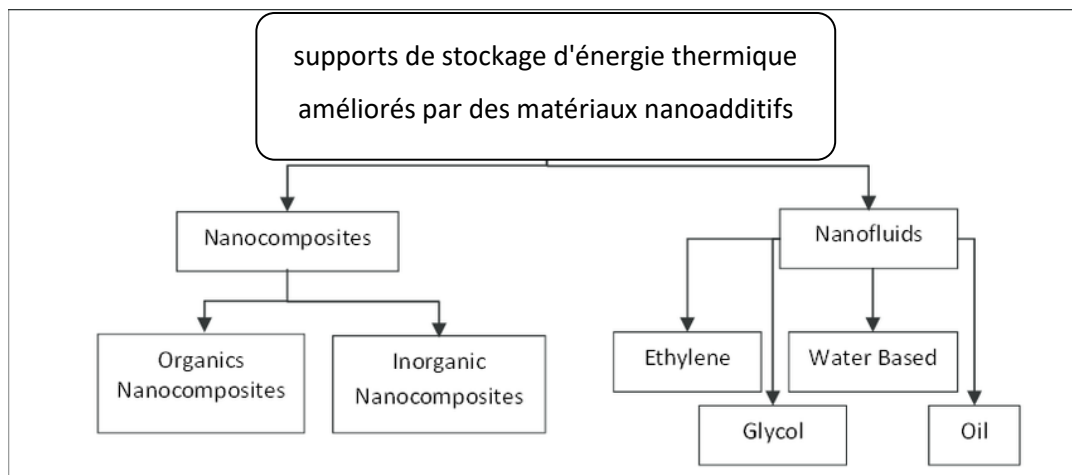 supports de stockage d'énergie thermique
améliorés par des matériaux nanoadditifs
Nanocomposites
Nanofluids
Organics
Nanocomposites
Inorganic
Nanocomposites
Ethylene
Water Based
Glycol
Oil